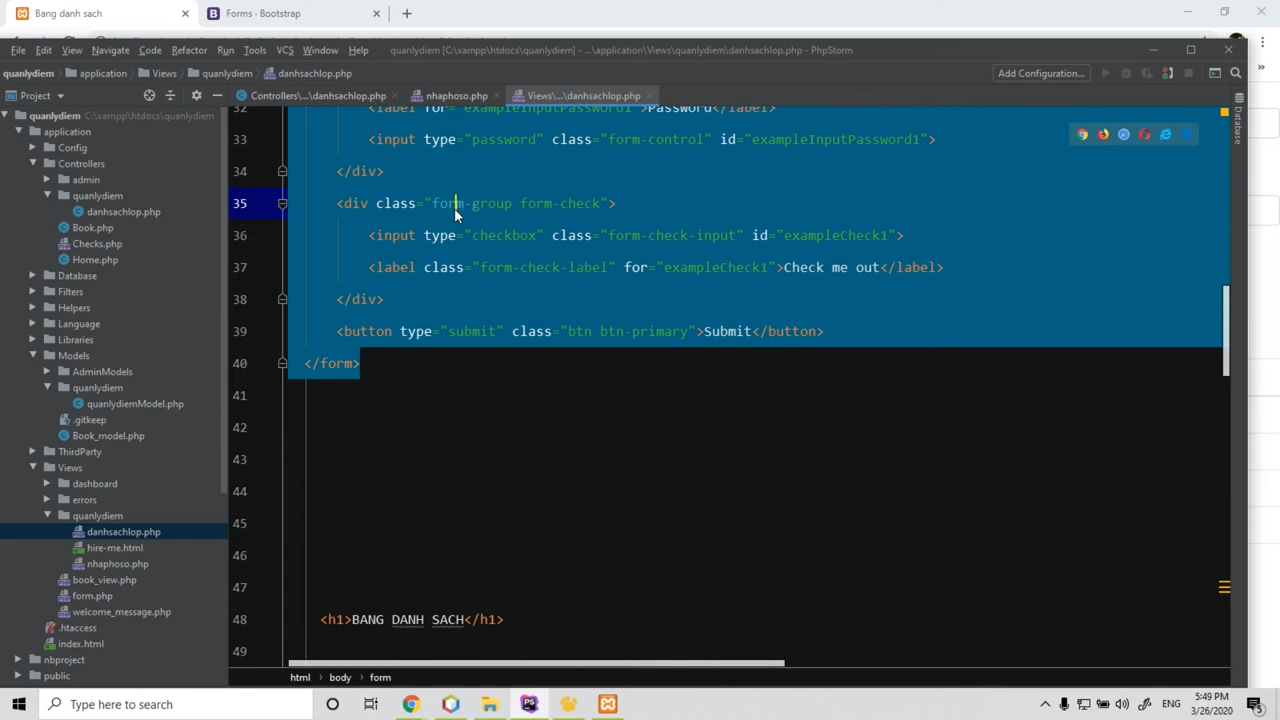 Bang danh sach
Forms - Bootstrap
File Edit View Navigate Code Refactor Run Tools VCS Window Help
quanlydiem [C:\xampp\htdocs\quanlydiem] - ...\application\Views\quanlydiem\danhsachlop.php - PhpStorm
quanlydiem application Views quanlydiem danhsachlop.php
Add Configuration...
Project
Controllers\...\danhsachlop.php
nhaphoso.php
Views\...\danhsachlop.php
quanlydiem C:\xampp\htdocs\quanlydiem
application
Config
Controllers
admin
quanlydiem
danhsachlop.php
Book.php
Checks.php
Home.php
Database
Filters
Helpers
Language
Libraries
Models
AdminModels
quanlydiem
quanlydiemModel.php
.gitkeep
Book_model.php
ThirdParty
Views
dashboard
errors
quanlydiem
danhsachlop.php
hire-me.html
nhaphoso.php
book_view.php
form.php
welcome_message.php
.htaccess
index.html
nbproject
public
32 <label for="exampleInputPassword1">Password</label>
33 <input type="password" class="form-control" id="exampleInputPassword1">
34 </div>
35 <div class="form-group form-check">
36 <input type="checkbox" class="form-check-input" id="exampleCheck1">
37 <label class="form-check-label" for="exampleCheck1">Check me out</label>
38 </div>
39 <button type="submit" class="btn btn-primary">Submit</button>
40 </form>
41
42
43
44
45
46
47
48 <h1>BANG DANH SACH</h1>
49
Database
html body form
Type here to search
ENG
5:49 PM
3/26/2020
5